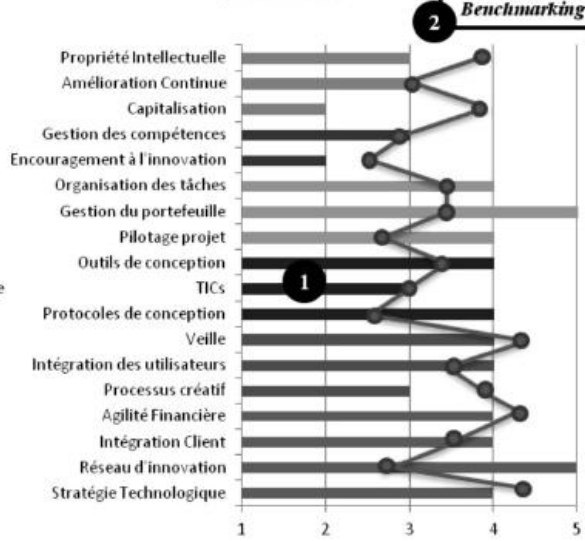 2 Benchmarking
Propriété Intellectuelle
Amélioration Continue
Capitalisation
Gestion des compétences
Encouragement à l'innovation
Organisation des tâches
Gestion du portefeuille
Pilotage projet
Outils de conception
TICs
1
Protocoles de conception
Veille
Intégration des utilisateurs
Processus créatif
Agilité Financière
Intégration Client
Réseau d'innovation
Stratégie Technologique
1 2 3 4 5